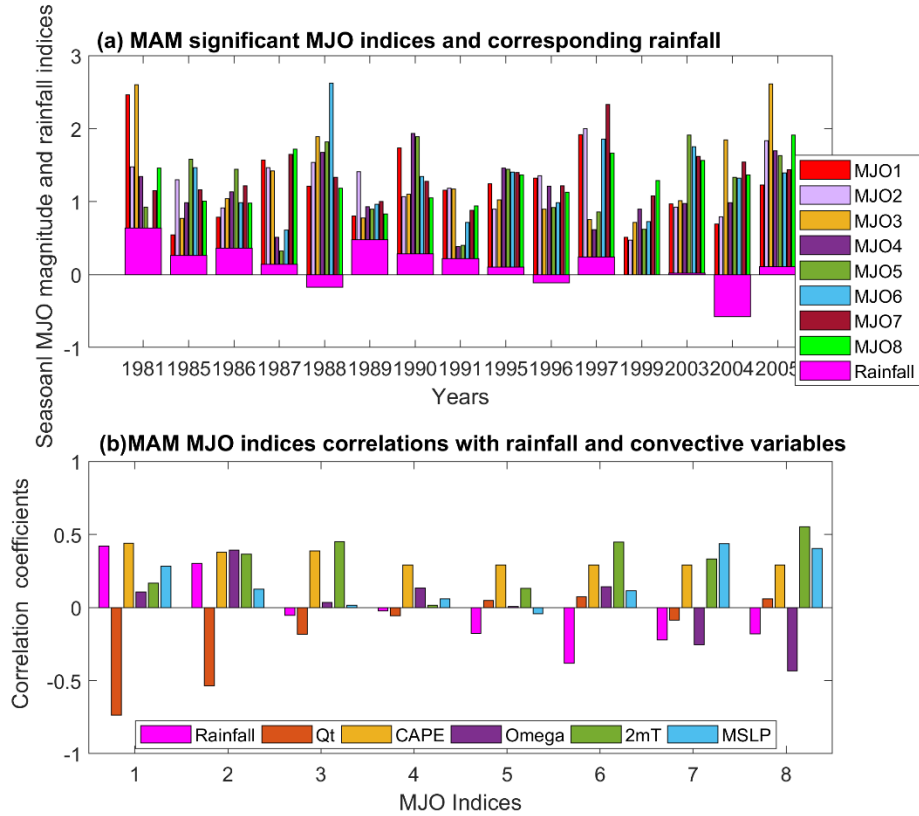 (a) MAM significant MJO indices and corresponding rainfall
Seasoanl MJO magnitude and rainfall indices
3
2
1
0
-1
1981 1985 1986 1987 1988 1989 1990 1991 1995 1996 1997 1999 2003 2004 2005
Years
MJO1
MJO2
MJO3
MJO4
MJO5
MJO6
MJO7
MJO8
Rainfall
(b)MAM MJO indices correlations with rainfall and convective variables
Correlation coefficients
1
0.5
0
-0.5
-1
Rainfall Qt CAPE Omega 2mT MSLP
1 2 3 4 5 6 7 8
MJO Indices